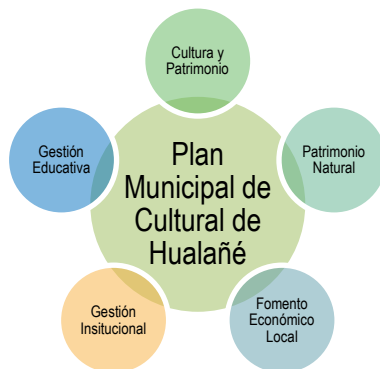 Cultura y
Patrimonio
Gestión
Educativa
Plan
Municipal de
Cultural de
Hualañé
Patrimonio
Natural
Gestión
Insitucional
Fomento
Económico
Local